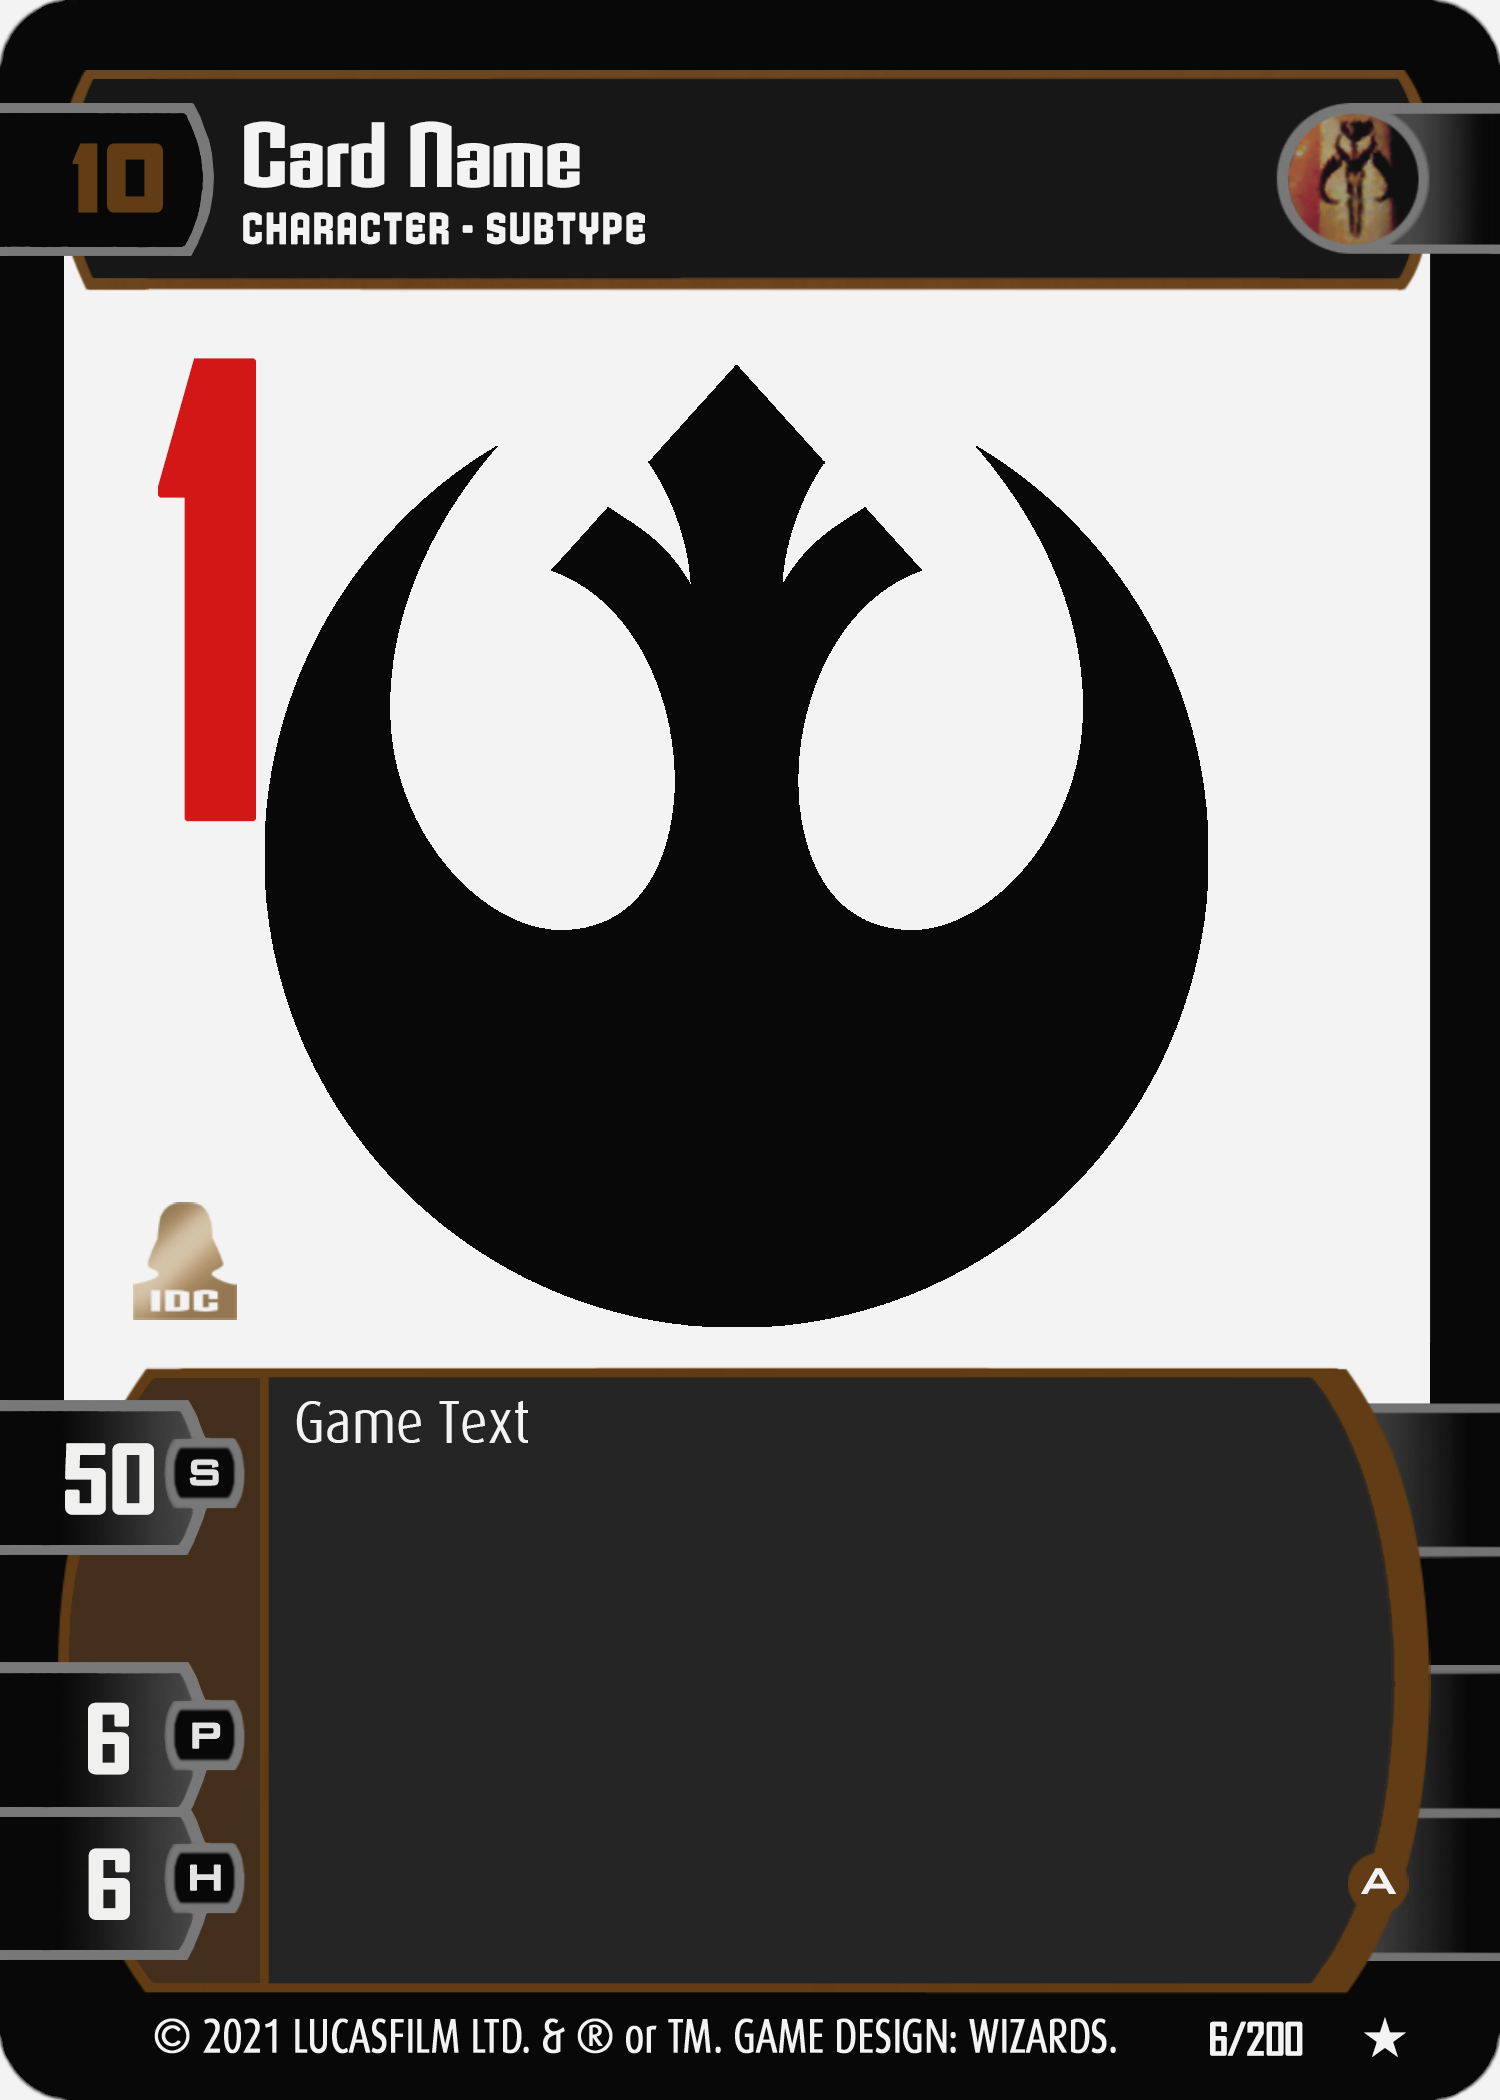 10
Card Name
CHARACTER - SUBTYPE
1
IDC
50 S
Game Text
6 P
6 H
A
© 2021 LUCASFILM LTD. & ® or TM. GAME DESIGN: WIZARDS. 6/200 ★